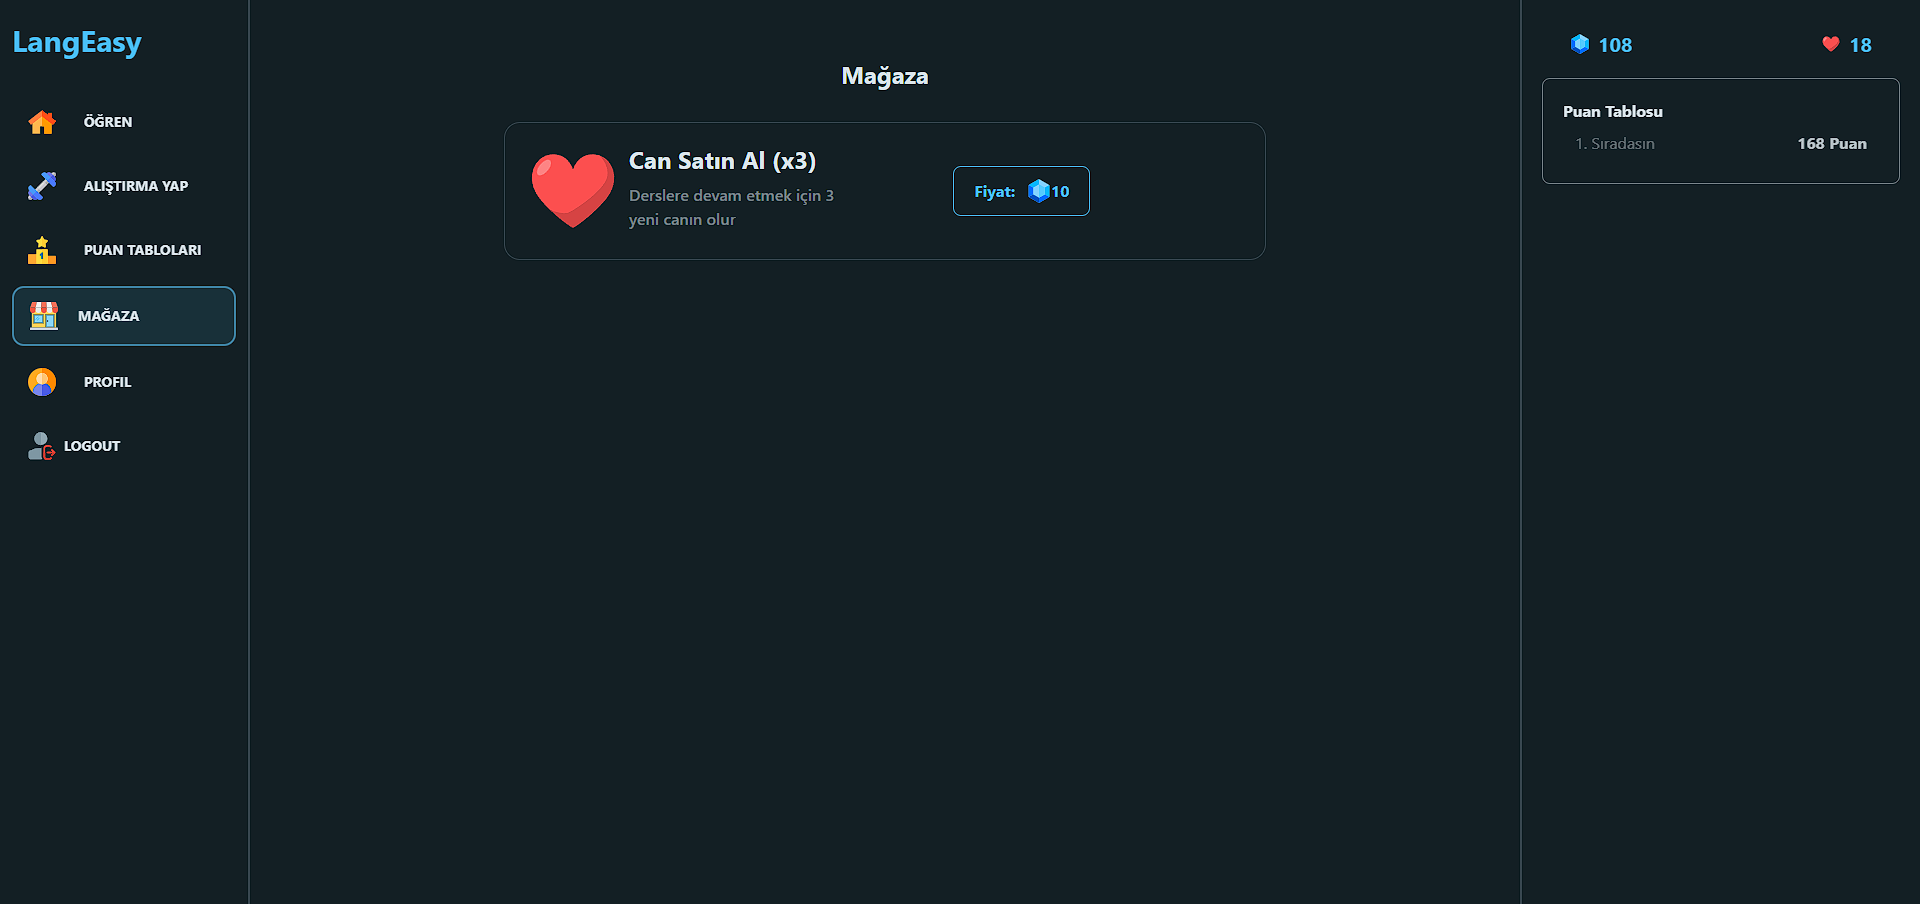 LangEasy
ÖĞREN
ALIŞTIRMA YAP
PUAN TABLOLARI
MAĞAZA
PROFIL
LOGOUT
Mağaza
Can Satın Al (x3)
Derslere devam etmek için 3
yeni canın olur
Fiyat: 10
108
18
Puan Tablosu
1. Sıradasın 168 Puan